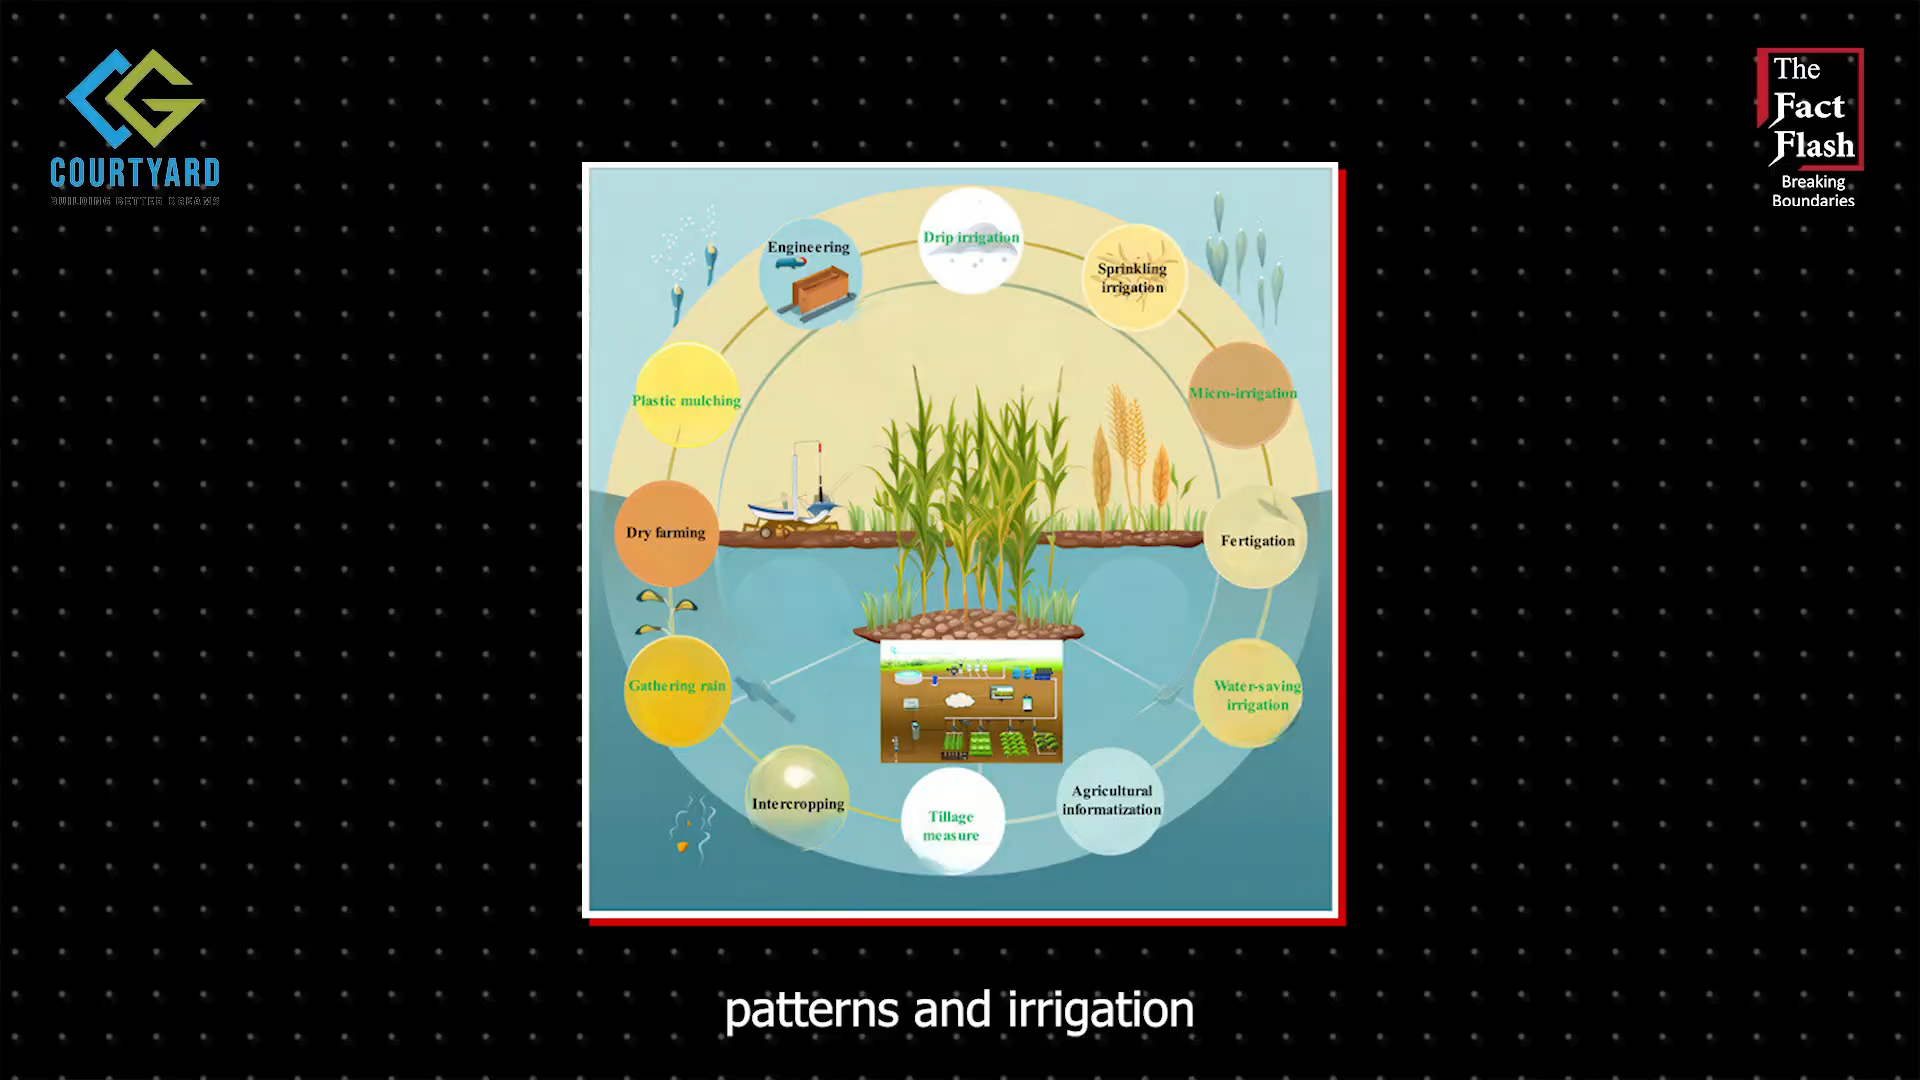 COURTYARD
BUILDING BETTER DREAMS
The
Fact
Flash
Breaking
Boundaries
Engineering
Drip irrigation
Sprinkling
irrigation
Plastic mulching
Micro-irrigation
Dry farming
Fertigation
Gathering rain
Water-saving
irrigation
Intercropping
Tillage
measure
Agricultural
informatization
patterns and irrigation